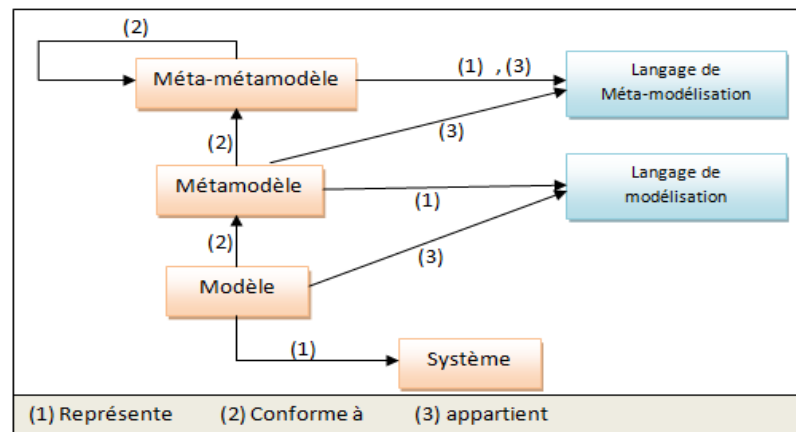 (2)
Méta-métamodèle
(1) , (3)
Langage de
Méta-modélisation
(2)
(3)
Métamodèle
(1)
Langage de
modélisation
(2)
(3)
Modèle
(1)
Système
(1) Représente (2) Conforme à (3) appartient